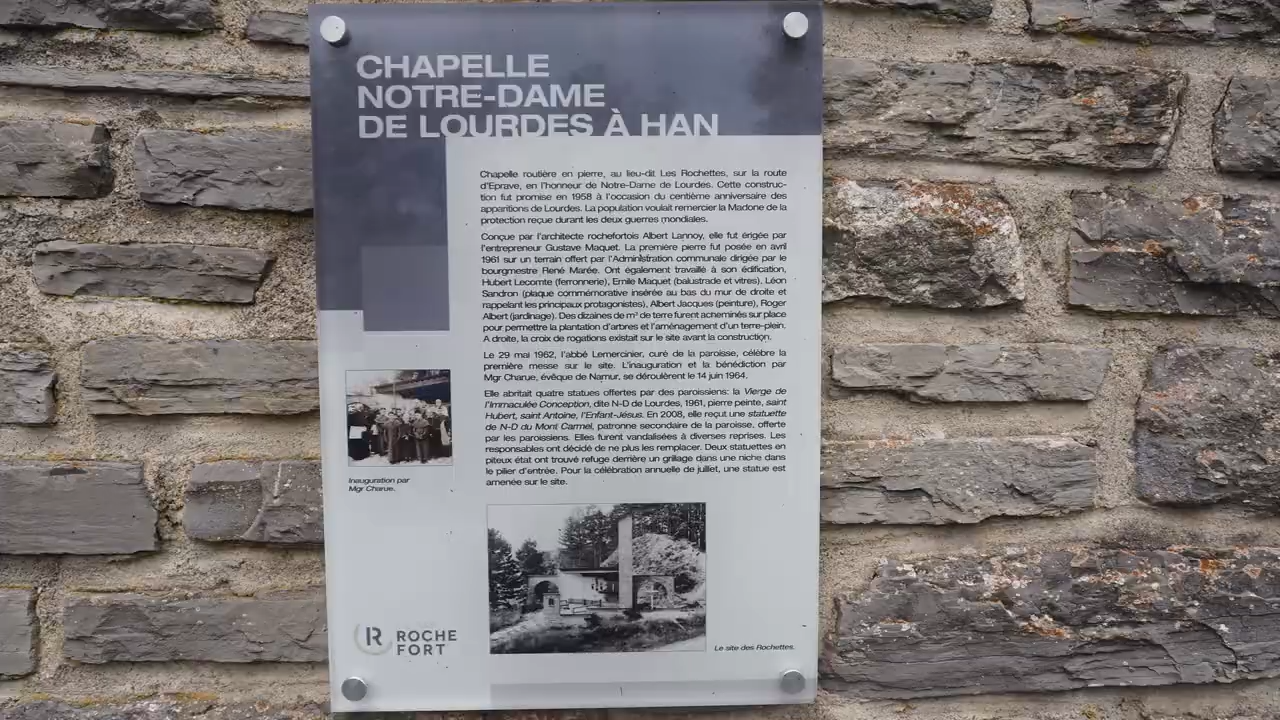 CHAPELLE
NOTRE-DAME
DE LOURDES À HAN
Chapelle routière en pierre, au lieu-dit Les Rochettes, sur la route
d'Eprave, en l'honneur de Notre-Dame de Lourdes. Cette construc-
tion fut promise en 1958 à l'occasion du centième anniversaire des
apparitions de Lourdes. La population voulait remercier la Madone de la
protection reçue durant les deux guerres mondiales.
Conçue par l'architecte rochefortois Albert Lannoy, elle fut érigée par
l'entrepreneur Gustave Maquet. La première pierre fut posée en avril
1961 sur un terrain offert par l'Administration communale dirigée par le
bourgmestre René Marée. Ont également travaillé à son édification,
Hubert Lecomte (ferronnerie), Emile Maquet (balustrade et vitres), Léon
Sandron (plaque commémorative insérée au bas du mur de droite et
rappelant les principaux protagonistes), Albert Jacques (peinture), Roger
Albert (jardinage). Des dizaines de m³ de terre furent acheminés sur place
pour permettre la plantation d'arbres et l'aménagement d'un terre-plein.
A droite, la croix de rogations existait sur le site avant la construction.
Le 29 mai 1962, l'abbé Lemercinier, curé de la paroisse, célèbre la
première messe sur le site. L'inauguration et la bénédiction par
Mgr Charue, évêque de Namur, se déroulèrent le 14 juin 1964.
Elle abritait quatre statues offertes par des paroissiens: la Vierge de
l'Immaculée Conception, dite N-D de Lourdes, 1961, pierre peinte, saint
Hubert, saint Antoine, l'Enfant-Jésus. En 2008, elle reçut une statuette
de N-D du Mont Carmel, patronne secondaire de la paroisse, offerte
par les paroissiens. Elles furent vandalisées à diverses reprises. Les
responsables ont décidé de ne plus les remplacer. Deux statuettes en
piteux état ont trouvé refuge derrière un grillage dans une niche dans
le pilier d'entrée. Pour la célébration annuelle de juillet, une statue est
amenée sur le site.
Inauguration par
Mgr Charue.
Le site des Rochettes.
R ROCHE
FORT